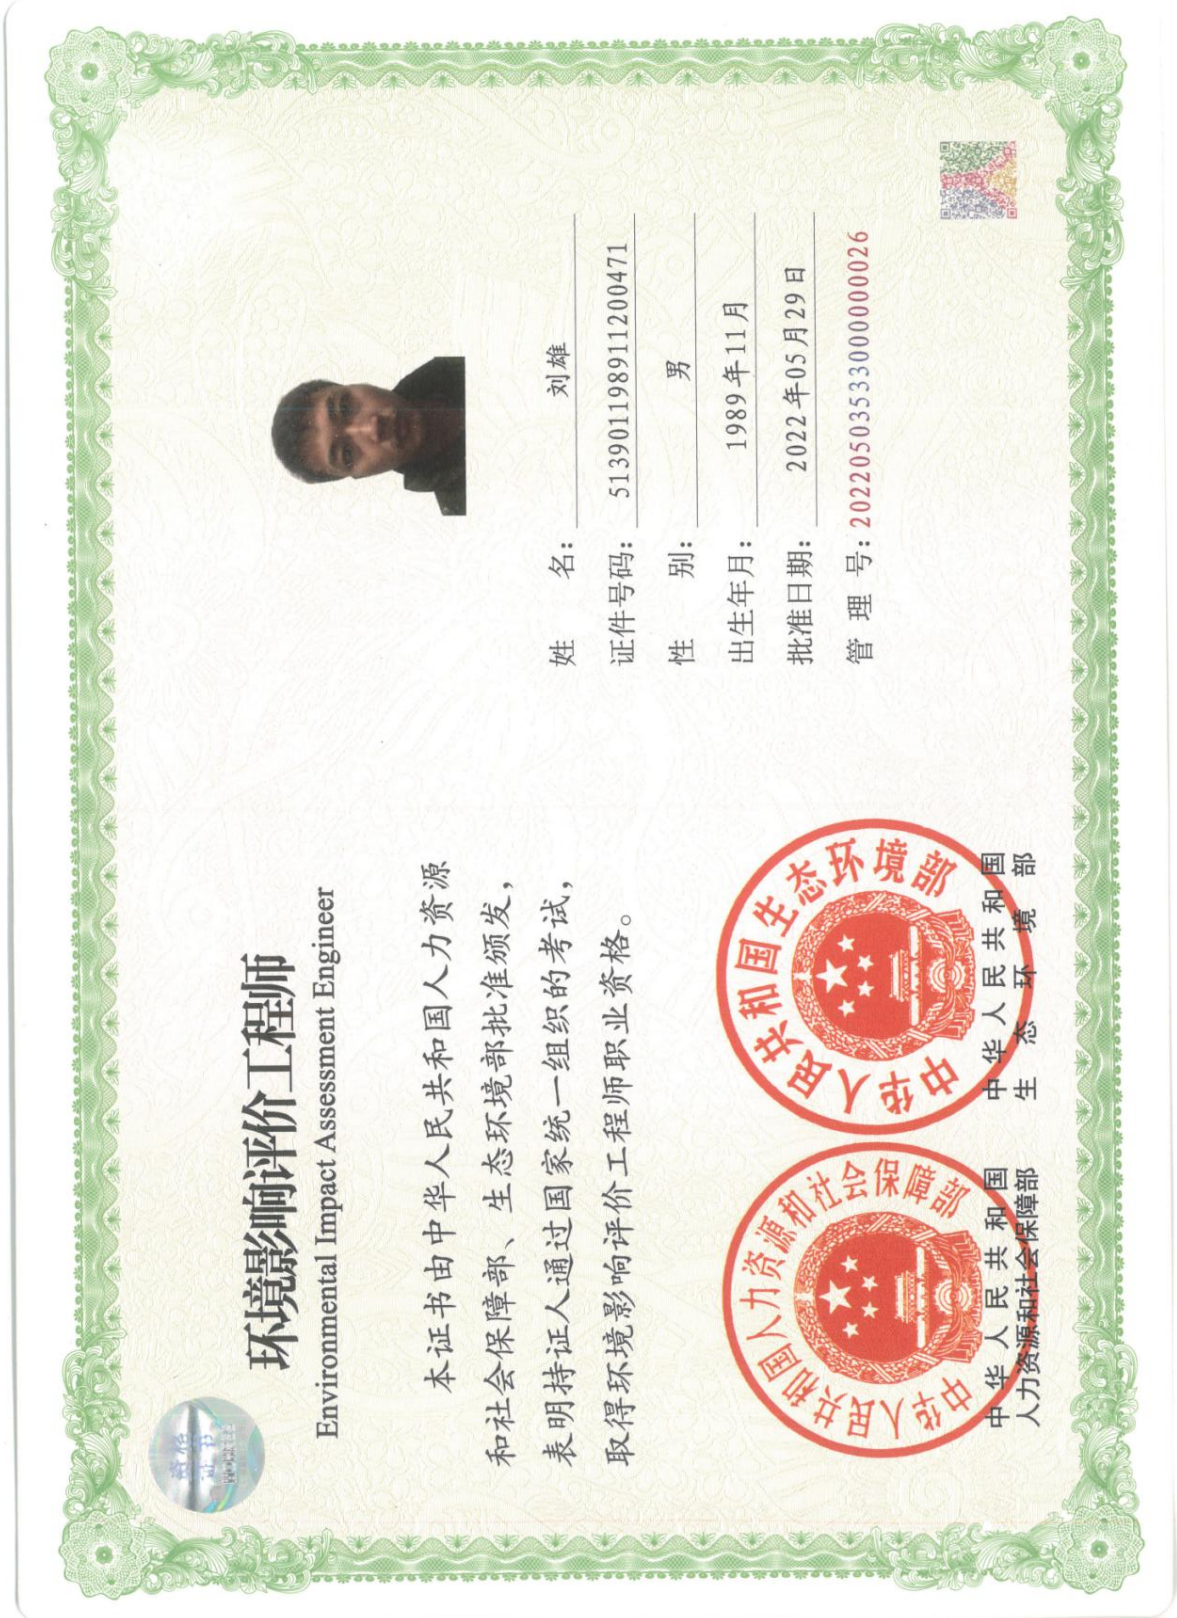 环境影响评价工程师
Environmental Impact Assessment Engineer
本证书由中华人民共和国人力资源
和社会保障部、生态环境部批准颁发，
表明持证人通过国家统一组织的考试，
取得环境影响评价工程师职业资格。
中华人民共和国人力资源和社会保障部
中华人民共和国生态环境部
中华人民共和国
人力资源和社会保障部
中华人民共和国
生态环境部
姓名：刘雄
证件号码：513901198911200471
性别：男
出生年月：1989年11月
批准日期：2022年05月29日
管理号：20220503533000000026
资格
证书